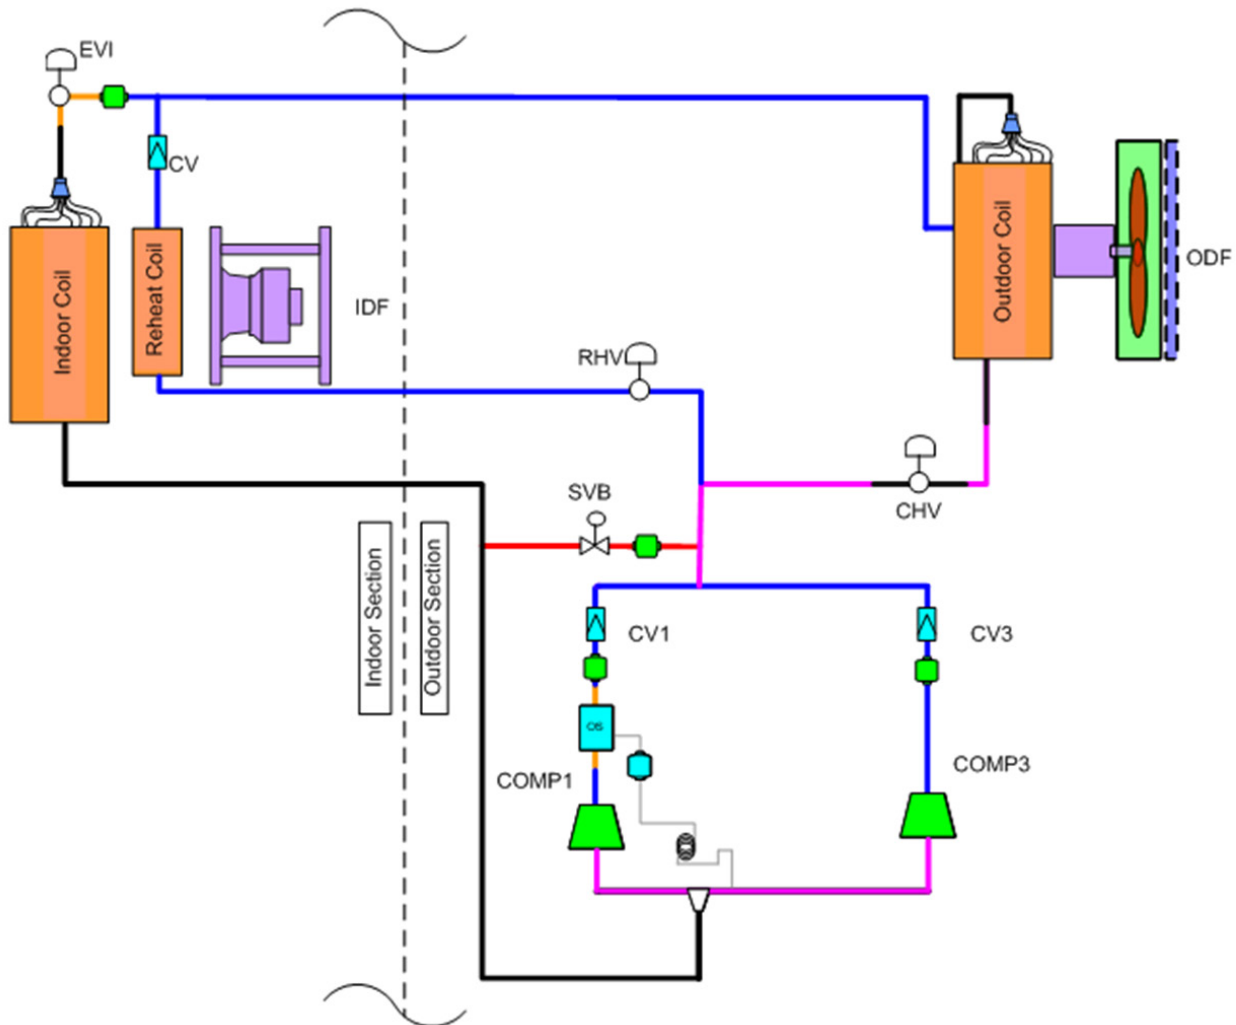 EVI
CV
Indoor Coil
Reheat Coil
IDF
Outdoor Coil
ODF
RHV
CHV
SVB
Indoor Section
Outdoor Section
CV1
CV3
OS
COMP1
COMP3